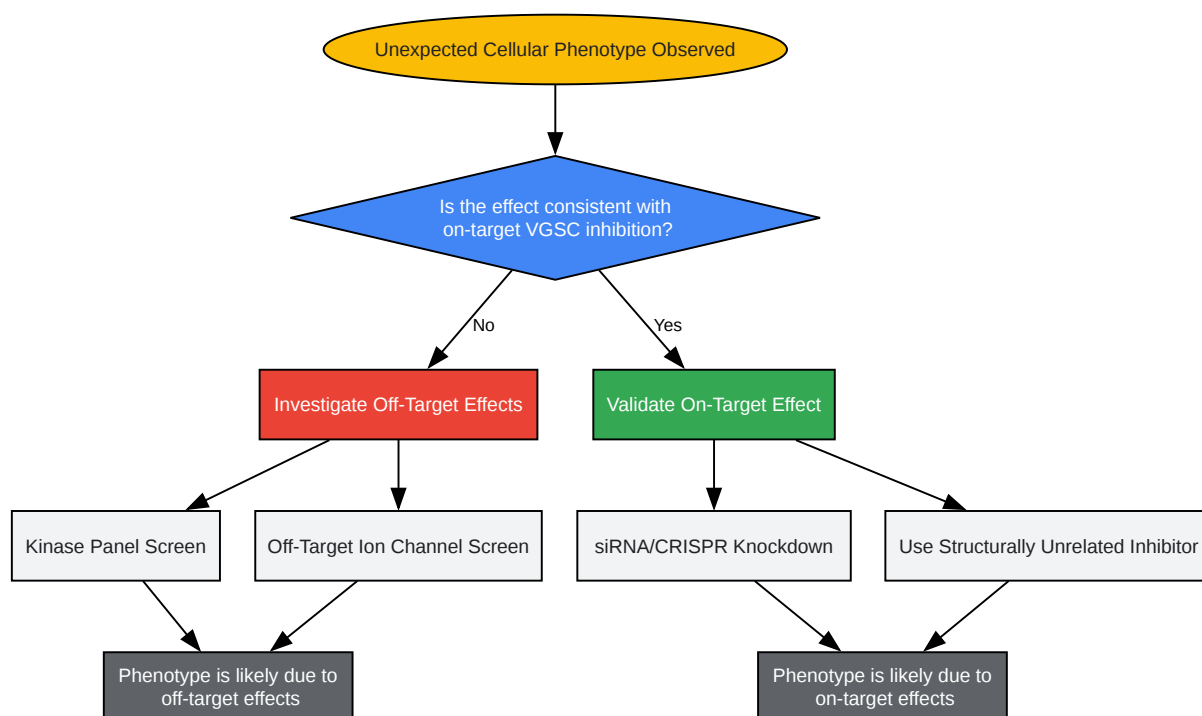 Unexpected Cellular Phenotype Observed
Is the effect consistent with
on-target VGSC inhibition?
No
Yes
Investigate Off-Target Effects
Validate On-Target Effect
Kinase Panel Screen
Off-Target Ion Channel Screen
siRNA/CRISPR Knockdown
Use Structurally Unrelated Inhibitor
Phenotype is likely due to
off-target effects
Phenotype is likely due to
on-target effects